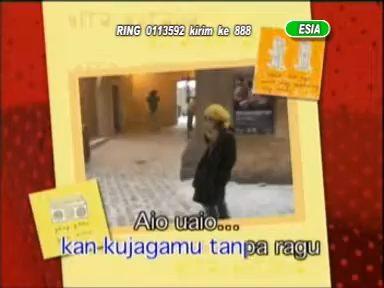 RING 0113592 kirim ke 888
ESIA
Aio uaio...
kan kujagamu tanpa ragu